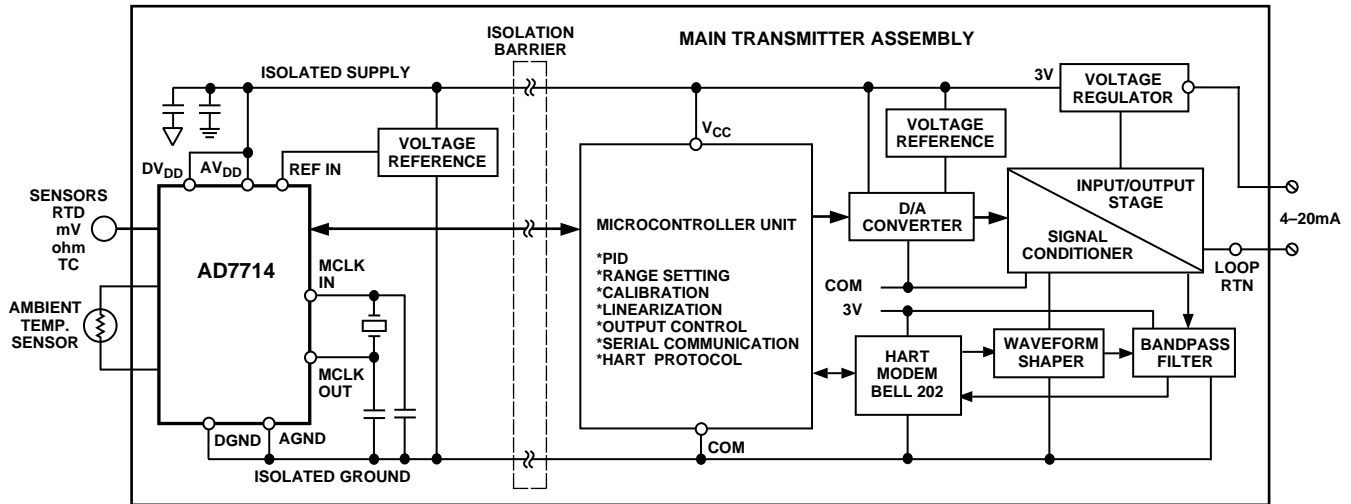 ISOLATION
BARRIER
MAIN TRANSMITTER ASSEMBLY
ISOLATED SUPPLY
3V
VOLTAGE
REGULATOR
VOLTAGE
REFERENCE
VCC
VOLTAGE
REFERENCE
DVDD
AVDD
REF IN
SENSORS
RTD
mV
ohm
TC
AD7714
MCLK
IN
MCLK
OUT
AMBIENT
TEMP.
SENSOR
DGND
AGND
ISOLATED GROUND
MICROCONTROLLER UNIT
*PID
*RANGE SETTING
*CALIBRATION
*LINEARIZATION
*OUTPUT CONTROL
*SERIAL COMMUNICATION
*HART PROTOCOL
COM
D/A
CONVERTER
INPUT/OUTPUT
STAGE
SIGNAL
CONDITIONER
4–20mA
LOOP
RTN
COM
3V
HART
MODEM
BELL 202
WAVEFORM
SHAPER
BANDPASS
FILTER